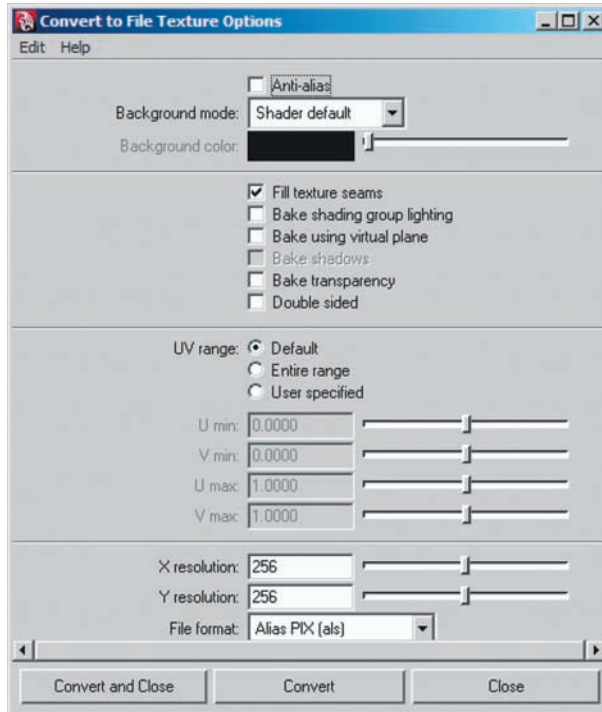 Convert to File Texture Options
Edit Help
Anti-alias
Background mode: Shader default
Background color:
Fill texture seams
Bake shading group lighting
Bake using virtual plane
Bake shadows
Bake transparency
Double sided
UV range: Default
Entire range
User specified
U min: 0.0000
V min: 0.0000
U max: 1.0000
V max: 1.0000
X resolution: 256
Y resolution: 256
File format: Alias PIX (als)
Convert and Close Convert Close